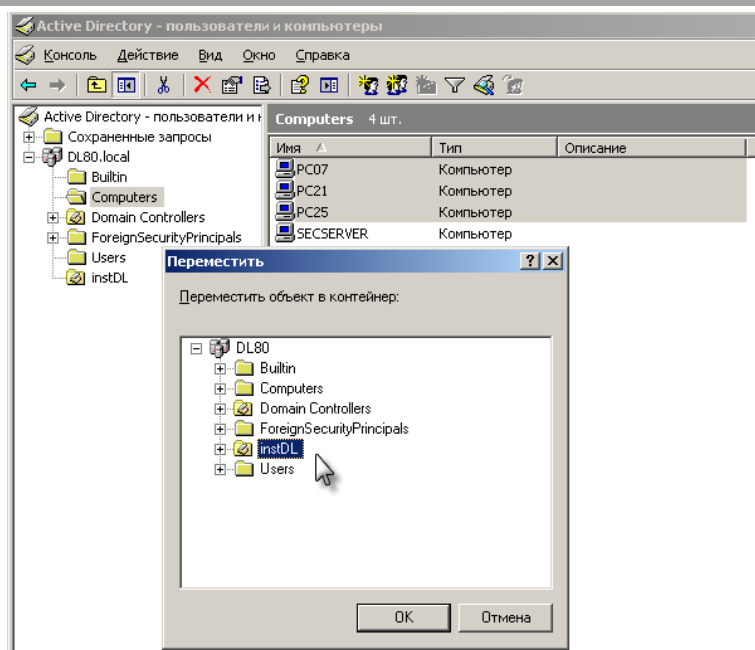 Active Directory - пользователи и компьютеры
Консоль Действие Вид Окно Справка
Active Directory - пользователи и к
Сохраненные запросы
DL80.local
Builtin
Computers
Domain Controllers
ForeignSecurityPrincipals
Users
instDL
Computers 4 шт.
Имя Тип Описание
PC07 Компьютер
PC21 Компьютер
PC25 Компьютер
SECSERVER Компьютер
Переместить
Переместить объект в контейнер:
DL80
Builtin
Computers
Domain Controllers
ForeignSecurityPrincipals
instDL
Users
OK Отмена